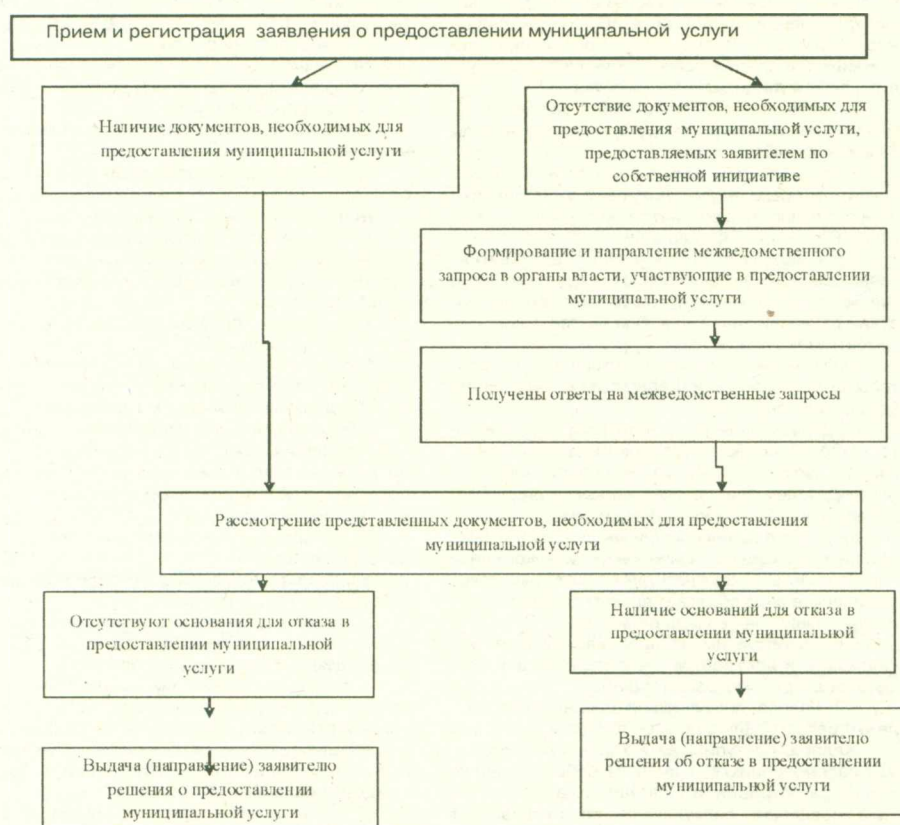 Прием и регистрация заявления о предоставлении муниципальной услуги
Наличие документов, необходимых для
предоставления муниципальной услуги
Отсутствие документов, необходимых для
предоставления муниципальной услуги,
предоставляемых заявителем по
собственной инициативе
Формирование и направление межведомственного
запроса в органы власти, участвующие в предоставлении
муниципальной услуги
Получены ответы на межведомственные запросы
Рассмотрение представленных документов, необходимых для предоставления
муниципальной услуги
Отсутствуют основания для отказа в
предоставлении муниципальной
услуги
Наличие оснований для отказа в
предоставлении муниципальной
услуги
Выдача (направление) заявителю
решения о предоставлении
муниципальной услуги
Выдача (направление) заявителю
решения об отказе в предоставлении
муниципальной услуги